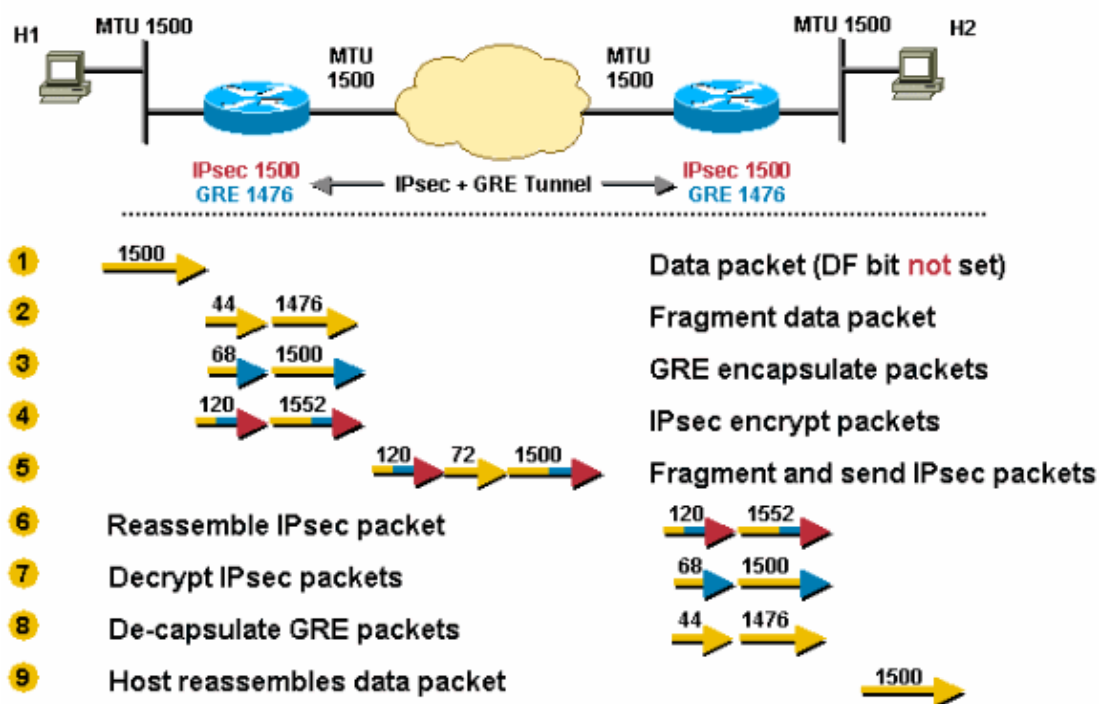 H1
MTU 1500
MTU
1500
MTU
1500
MTU 1500
H2
IPsec 1500
GRE 1476
IPsec + GRE Tunnel
IPsec 1500
GRE 1476
1
1500
Data packet (DF bit not set)
2
44 1476
Fragment data packet
3
68 1500
GRE encapsulate packets
4
120 1552
IPsec encrypt packets
5
120 72 1500
Fragment and send IPsec packets
6
Reassemble IPsec packet
120 1552
7
Decrypt IPsec packets
68 1500
8
De-capsulate GRE packets
44 1476
9
Host reassembles data packet
1500